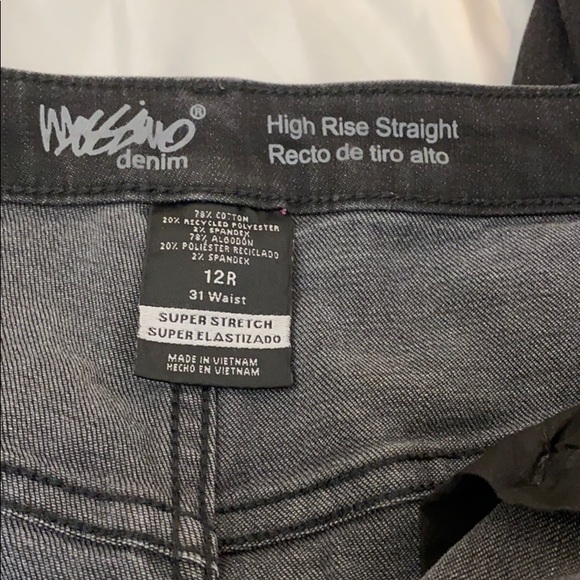 Mossimo®
denim
High Rise Straight
Recto de tiro alto
78% COTTON
20% RECYCLED POLYESTER
2% SPANDEX
78% ALGODÓN
20% POLIÉSTER RECICLADO
2% SPANDEX
12R
31 Waist
SUPER STRETCH
SUPER ELASTIZADO
MADE IN VIETNAM
HECHO EN VIETNAM